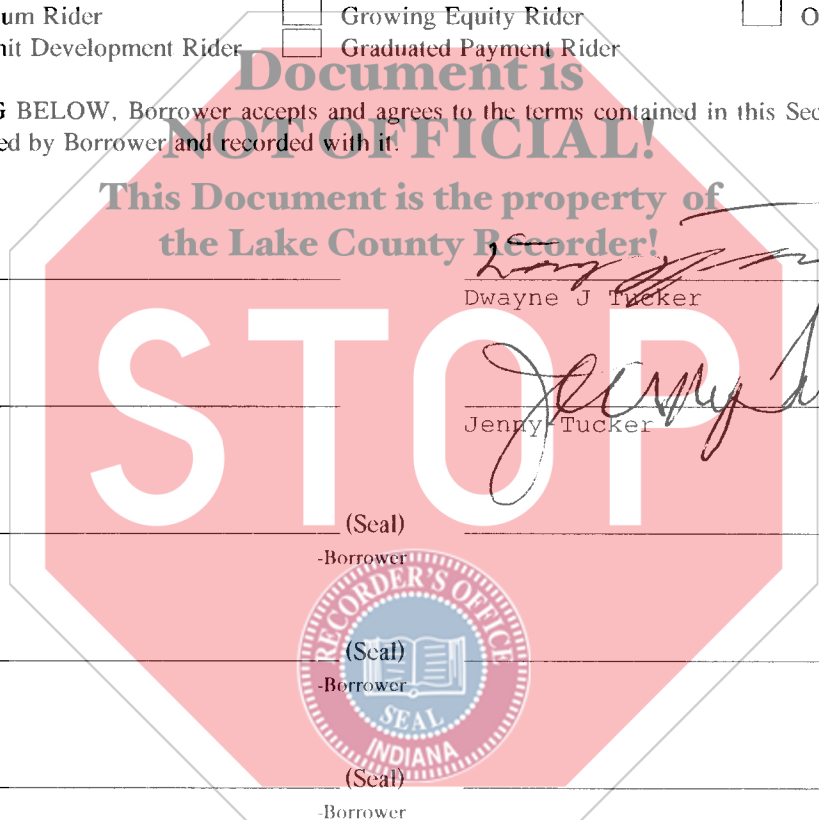 um Rider Growing Equity Rider O
nit Development Rider Graduated Payment Rider
Document is
G BELOW, Borrower accepts and agrees to the terms contained in this Sec
ed by Borrower and recorded with it.
NOT OFFICIAL!
This Document is the property of
the Lake County Recorder!
Dwayne J Tucker
STOP
Jenny
Jenny Tucker
(Seal)
-Borrower
RECORDER'S OFFICE
(Seal)
-Borrower
SEAL
INDIANA
(Seal)
-Borrower